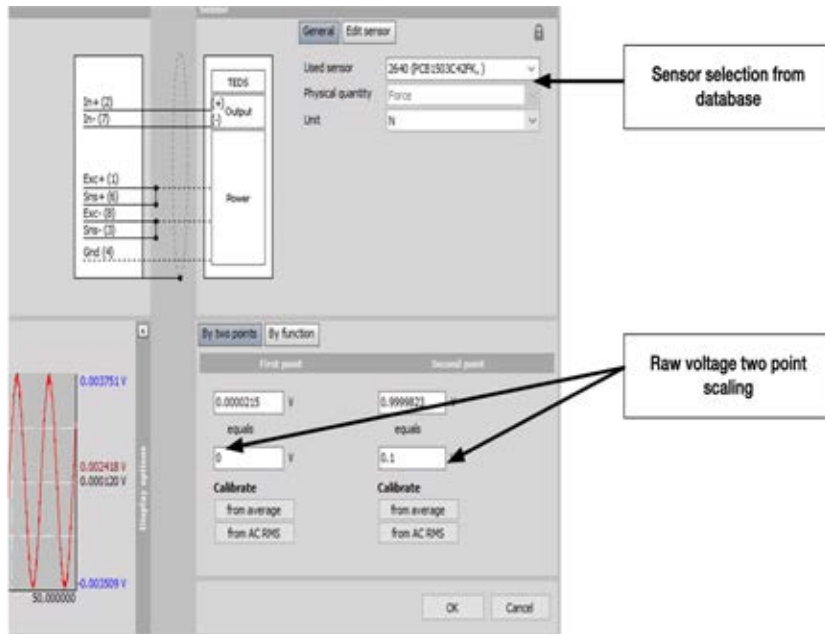 Sensor
General Edit sensor
Used sensor 2640 (PCB1503C42FK, )
Physical quantity Force
Unit N
Sensor selection from
database
TEDS
In+ (2)
In- (7)
(+)
(-)
Output
Exc+ (1)
Sns+ (6)
Exc- (8)
Sns- (3)
Gnd (4)
Power
By two points By function
First point Second point
0.0000215 V 0.9999823 V
equals equals
0 V 0.1 V
Calibrate Calibrate
from average from average
from AC RMS from AC RMS
OK Cancel
Raw voltage two point
scaling
x
Display options
0.003751 V
0.002418 V
0.000120 V
-0.003509 V
50.000000